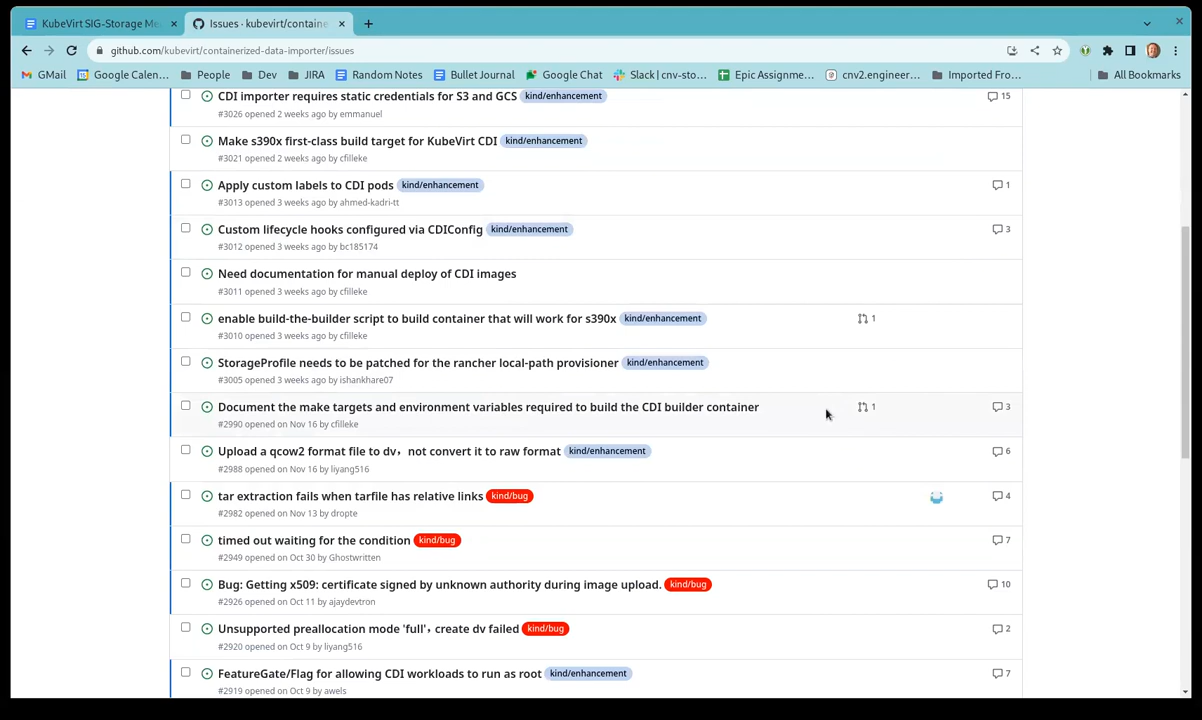 KubeVirt SIG-Storage Me
Issues · kubevirt/containe
github.com/kubevirt/containerized-data-importer/issues
GMail
Google Calen...
People
Dev
JIRA
Random Notes
Bullet Journal
Google Chat
Slack | cnv-sto...
Epic Assignme...
cnv2.engineer...
Imported Fro...
All Bookmarks
CDI importer requires static credentials for S3 and GCS kind/enhancement 15
#3026 opened 2 weeks ago by emmanuel
Make s390x first-class build target for KubeVirt CDI kind/enhancement
#3021 opened 2 weeks ago by cfilleke
Apply custom labels to CDI pods kind/enhancement 1
#3013 opened 3 weeks ago by ahmed-kadri-tt
Custom lifecycle hooks configured via CDIConfig kind/enhancement 3
#3012 opened 3 weeks ago by bc185174
Need documentation for manual deploy of CDI images
#3011 opened 3 weeks ago by cfilleke
enable build-the-builder script to build container that will work for s390x kind/enhancement 1
#3010 opened 3 weeks ago by cfilleke
StorageProfile needs to be patched for the rancher local-path provisioner kind/enhancement
#3005 opened 3 weeks ago by ishankhare07
Document the make targets and environment variables required to build the CDI builder container 1 3
#2990 opened on Nov 16 by cfilleke
Upload a qcow2 format file to dv，not convert it to raw format kind/enhancement 6
#2988 opened on Nov 16 by liyang516
tar extraction fails when tarfile has relative links kind/bug 4
#2982 opened on Nov 13 by dropte
timed out waiting for the condition kind/bug 7
#2949 opened on Oct 30 by Ghostwritten
Bug: Getting x509: certificate signed by unknown authority during image upload. kind/bug 10
#2926 opened on Oct 11 by ajaydevtron
Unsupported preallocation mode 'full'，create dv failed kind/bug 2
#2920 opened on Oct 9 by liyang516
FeatureGate/Flag for allowing CDI workloads to run as root kind/enhancement 7
#2919 opened on Oct 9 by awels